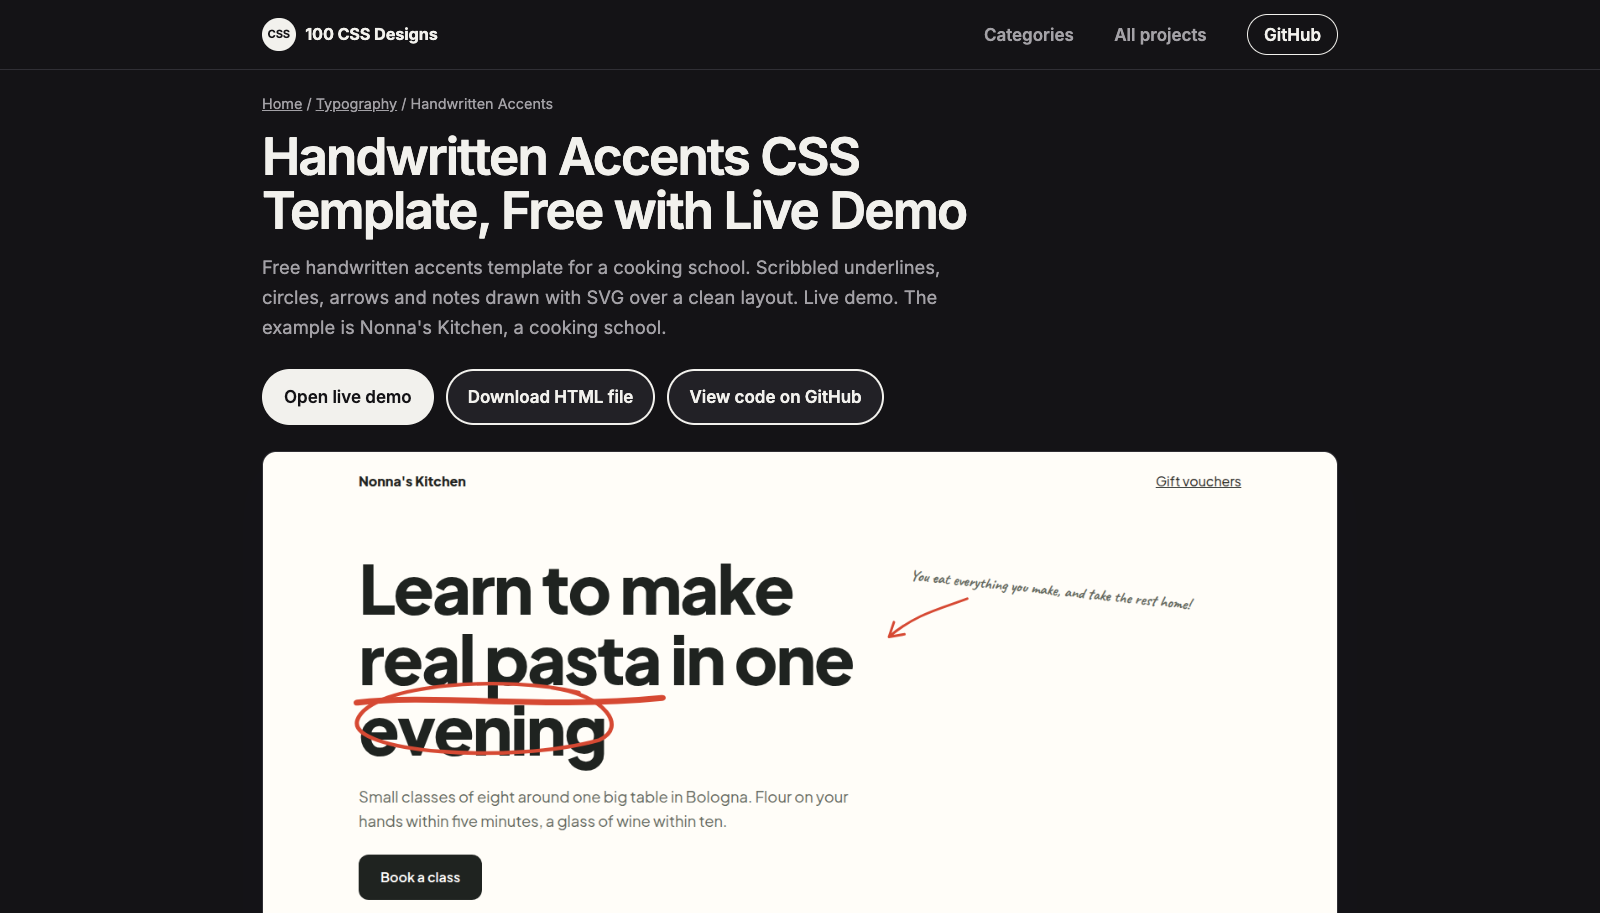 CSS 100 CSS Designs
Categories
All projects
GitHub
Home / Typography / Handwritten Accents
Handwritten Accents CSS
Template, Free with Live Demo
Free handwritten accents template for a cooking school. Scribbled underlines,
circles, arrows and notes drawn with SVG over a clean layout. Live demo. The
example is Nonna's Kitchen, a cooking school.
Open live demo
Download HTML file
View code on GitHub
Nonna's Kitchen
Gift vouchers
Learn to make
real pasta in one
evening
You eat everything you make, and take the rest home!
Small classes of eight around one big table in Bologna. Flour on your
hands within five minutes, a glass of wine within ten.
Book a class